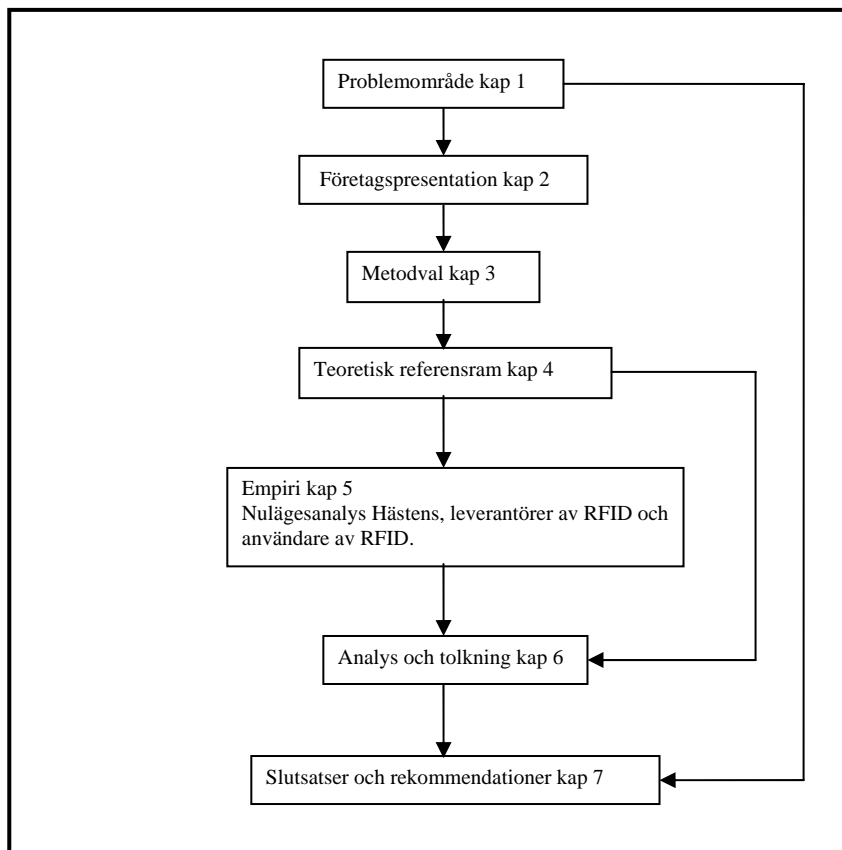 Problemområde kap 1
Företagspresentation kap 2
Metodval kap 3
Teoretisk referensram kap 4
Empiri kap 5
Nulägesanalys Hästens, leverantörer av RFID och
användare av RFID.
Analys och tolkning kap 6
Slutsatser och rekommendationer kap 7